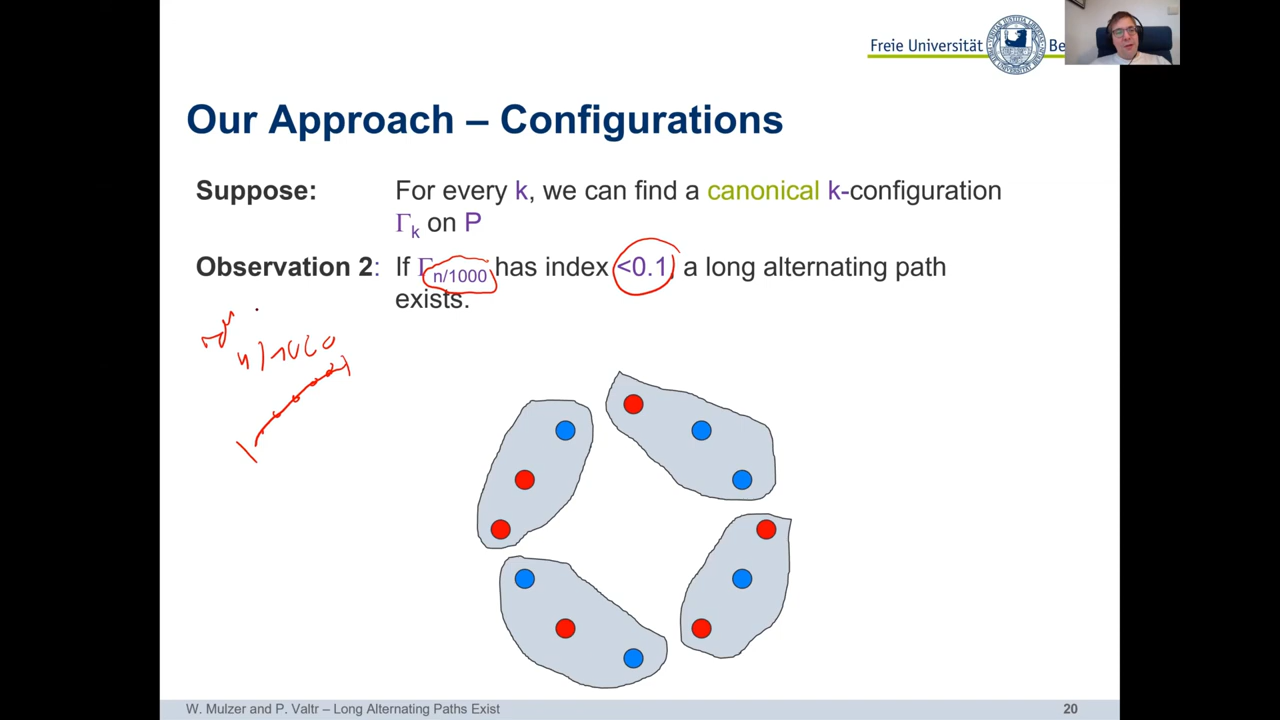 Freie Universität Be
Our Approach – Configurations
Suppose: For every k, we can find a canonical k-configuration
Γk on P
Observation 2: If Γn/1000 has index <0.1, a long alternating path
exists.
n/1000
W. Mulzer and P. Valtr – Long Alternating Paths Exist 20